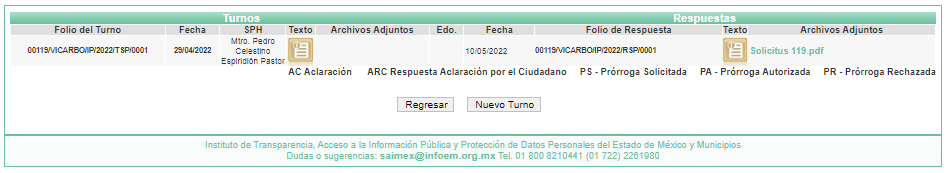 Turnos Respuestas
Folio del Turno Fecha SPH Texto Archivos Adjuntos Edo. Fecha Folio de Respuesta Texto Archivos Adjuntos
00119/VICARBO/IP/2022/TSP/0001 29/04/2022 Mtro. Pedro Celestino Espiridión Pastor 10/05/2022 00119/VICARBO/IP/2022/RSP/0001 Solicitus 119.pdf
AC Aclaración ARC Respuesta Aclaración por el Ciudadano PS - Prórroga Solicitada PA - Prórroga Autorizada PR - Prórroga Rechazada
Regresar Nuevo Turno
Instituto de Transparencia, Acceso a la Información Pública y Protección de Datos Personales del Estado de México y Municipios
Dudas o sugerencias: saimex@infoem.org.mx Tel. 01 800 8210441 (01 722) 2261980